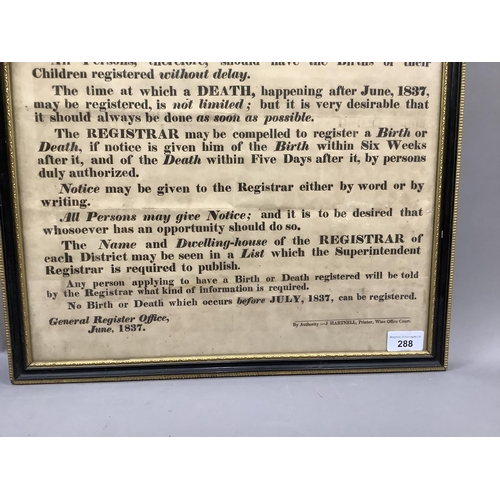 All Persons, therefore, should have the Births of their
Children registered without delay.
The time at which a DEATH, happening after June, 1837,
may be registered, is not limited; but it is very desirable that
it should always be done as soon as possible.
The REGISTRAR may be compelled to register a Birth or
Death, if notice is given him of the Birth within Six Weeks
after it, and of the Death within Five Days after it, by persons
duly authorized.
Notice may be given to the Registrar either by word or by
writing.
All Persons may give Notice; and it is to be desired that
whosoever has an opportunity should do so.
The Name and Dwelling-house of the REGISTRAR of
each District may be seen in a List which the Superintendent
Registrar is required to publish.
Any person applying to have a Birth or Death registered will be told
by the Registrar what kind of information is required.
No Birth or Death which occurs before JULY, 1837, can be registered.
General Register Office,
June, 1837.
By Authority: HARTNELL, Printer, Wine Office Court.
288